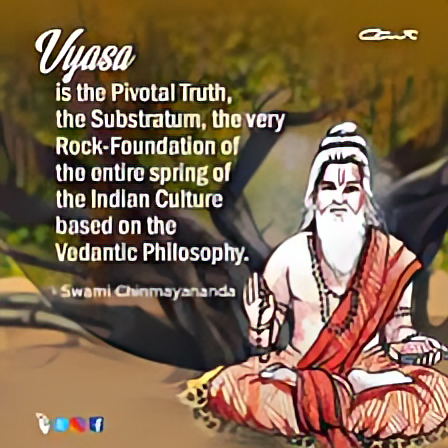 Vyasa
is the Pivotal Truth,
the Substratum, the very
Rock-Foundation of
the entire spring of
the Indian Culture
based on the
Vedantic Philosophy.
- Swami Chinmayananda